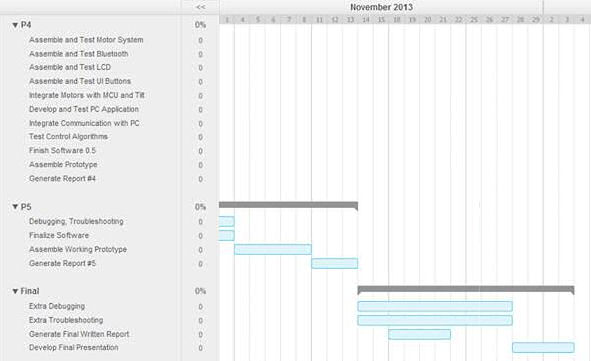 << November 2013
1 4 5 6 7 8 11 12 13 14 15 18 19 20 21 22 25 26 27 28 29 2 3 4
P4 0%
Assemble and Test Motor System 0
Assemble and Test Bluetooth 0
Assemble and Test LCD 0
Assemble and Test UI Buttons 0
Integrate Motors with MCU and Tilt 0
Develop and Test PC Application 0
Integrate Communication with PC 0
Test Control Algorithms 0
Finish Software 0.5 0
Assemble Prototype 0
Generate Report #4 0
P5 0%
Debugging, Troubleshooting 0
Finalize Software 0
Assemble Working Prototype 0
Generate Report #5 0
Final 0%
Extra Debugging 0
Extra Troubleshooting 0
Generate Final Written Report 0
Develop Final Presentation 0